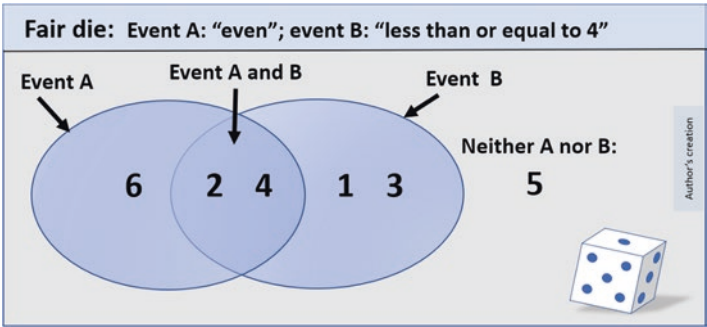 Fair die: Event A: “even”; event B: “less than or equal to 4”
Event A
Event A and B
Event B
Neither A nor B:
6 2 4 1 3 5
Author's creation